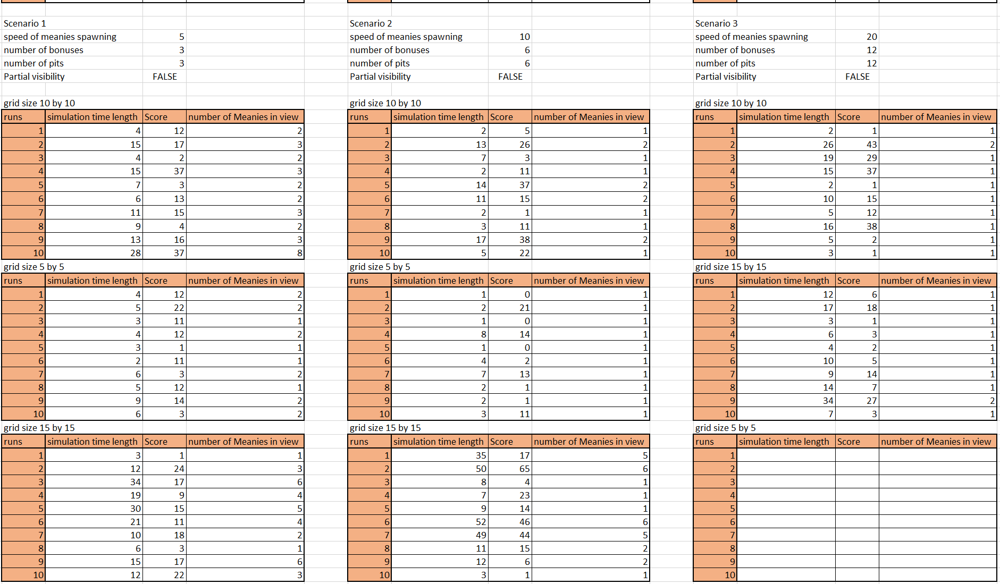 Scenario 1 Scenario 2 Scenario 3
speed of meanies spawning 5 speed of meanies spawning 10 speed of meanies spawning 20
number of bonuses 3 number of bonuses 6 number of bonuses 12
number of pits 3 number of pits 6 number of pits 12
Partial visibility FALSE Partial visibility FALSE Partial visibility FALSE
grid size 10 by 10 grid size 10 by 10 grid size 10 by 10
runs simulation time length Score number of Meanies in view runs simulation time length Score number of Meanies in view runs simulation time length Score number of Meanies in view
1 4 12 2 1 2 5 1 1 2 1 1
2 15 17 3 2 13 26 2 2 26 43 2
3 4 2 2 3 7 3 1 3 19 29 1
4 15 37 3 4 2 11 1 4 15 37 1
5 7 3 2 5 14 37 2 5 2 1 1
6 6 13 2 6 11 15 2 6 10 15 1
7 11 15 3 7 2 1 1 7 5 12 1
8 9 4 2 8 3 11 1 8 16 38 1
9 13 16 3 9 17 38 2 9 5 2 1
10 28 37 8 10 5 22 1 10 3 1 1
grid size 5 by 5 grid size 5 by 5 grid size 15 by 15
runs simulation time length Score number of Meanies in view runs simulation time length Score number of Meanies in view runs simulation time length Score number of Meanies in view
1 4 12 2 1 1 0 1 1 12 6 1
2 5 22 2 2 2 21 1 2 17 18 1
3 3 11 1 3 1 0 1 3 3 1 1
4 4 12 2 4 8 14 1 4 6 3 1
5 3 1 1 5 1 0 1 5 4 2 1
6 2 11 1 6 4 2 1 6 10 5 1
7 6 3 2 7 7 13 1 7 9 14 1
8 5 12 1 8 2 1 1 8 14 7 1
9 9 14 2 9 2 1 1 9 34 27 2
10 6 3 2 10 3 11 1 10 7 3 1
grid size 15 by 15 grid size 15 by 15 grid size 5 by 5
runs simulation time length Score number of Meanies in view runs simulation time length Score number of Meanies in view runs simulation time length Score number of Meanies in view
1 3 1 1 1 35 17 5 1
2 12 24 3 2 50 65 6 2
3 34 17 6 3 8 4 1 3
4 19 9 4 4 7 23 1 4
5 30 15 5 5 9 14 1 5
6 21 11 4 6 52 46 6 6
7 10 18 2 7 49 44 5 7
8 6 3 1 8 11 15 2 8
9 15 17 6 9 12 6 2 9
10 12 22 3 10 3 1 1 10